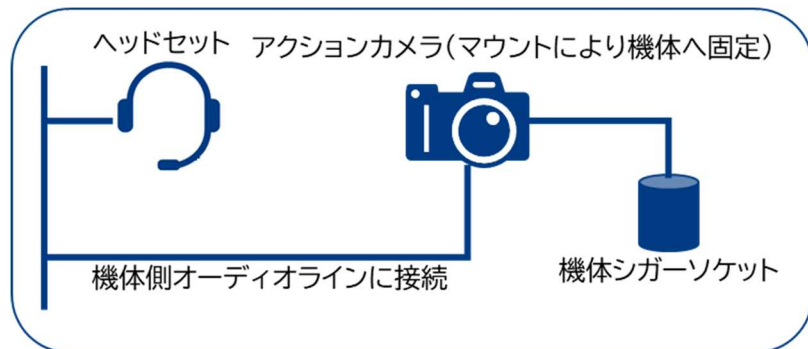 ヘッドセット
アクションカメラ(マウントにより機体へ固定)
機体側オーディオラインに接続
機体シガーソケット